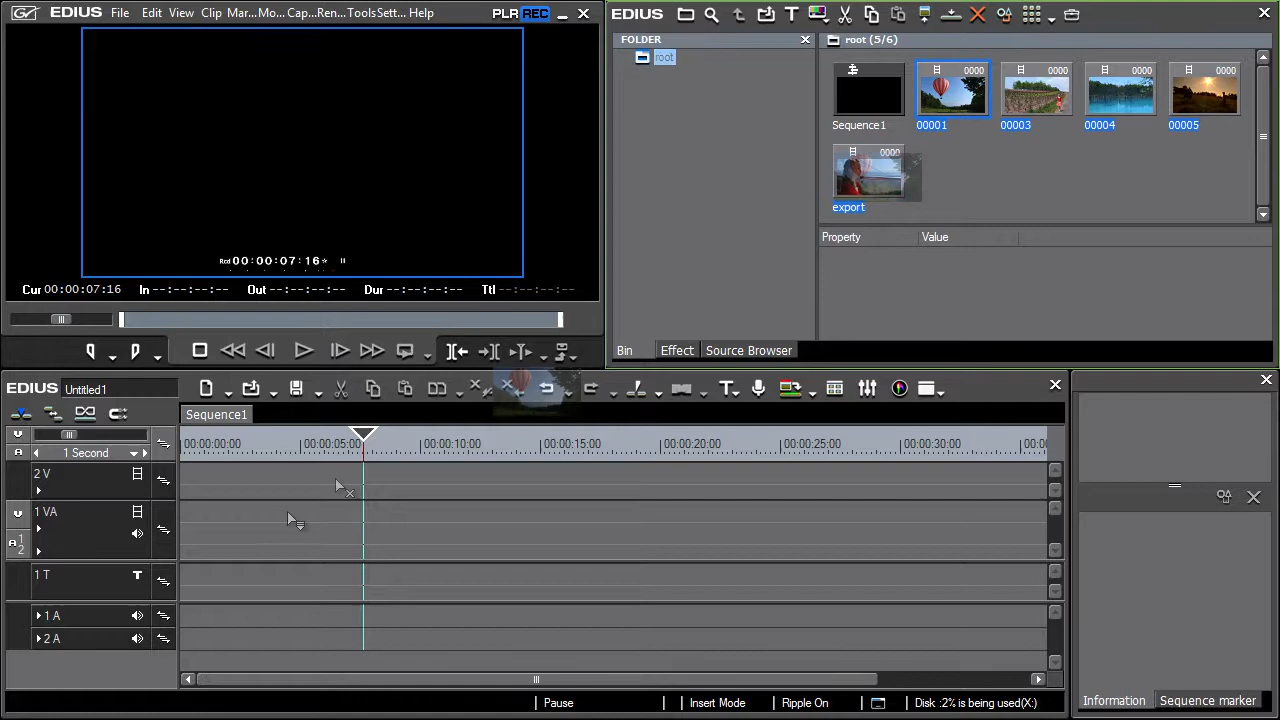 GV File Edit View Clip Mar...Mo... Cap...Ren...ToolsSett... Help PLR REC
Rcd 00:00:07:16* II
Cur 00:00:07:16 In --:--:--:-- Out --:--:--:-- Dur --:--:--:-- Ttl --:--:--:--
EDIUS
FOLDER
root
root (5/6)
0000 0000 0000 0000
Sequence1 00001 00003 00004 00005
0000
export
Property Value
Bin Effect Source Browser
EDIUS Untitled1
Sequence1
1 Second
00:00:00:00 00:00:05:00 00:00:10:00 00:00:15:00 00:00:20:00 00:00:25:00 00:00:30:00 00:00
2 V
1 VA
A 1 2
1 T T
1 A
2 A
Pause Insert Mode Ripple On Disk :2% is being used(X:)
Information Sequence marker